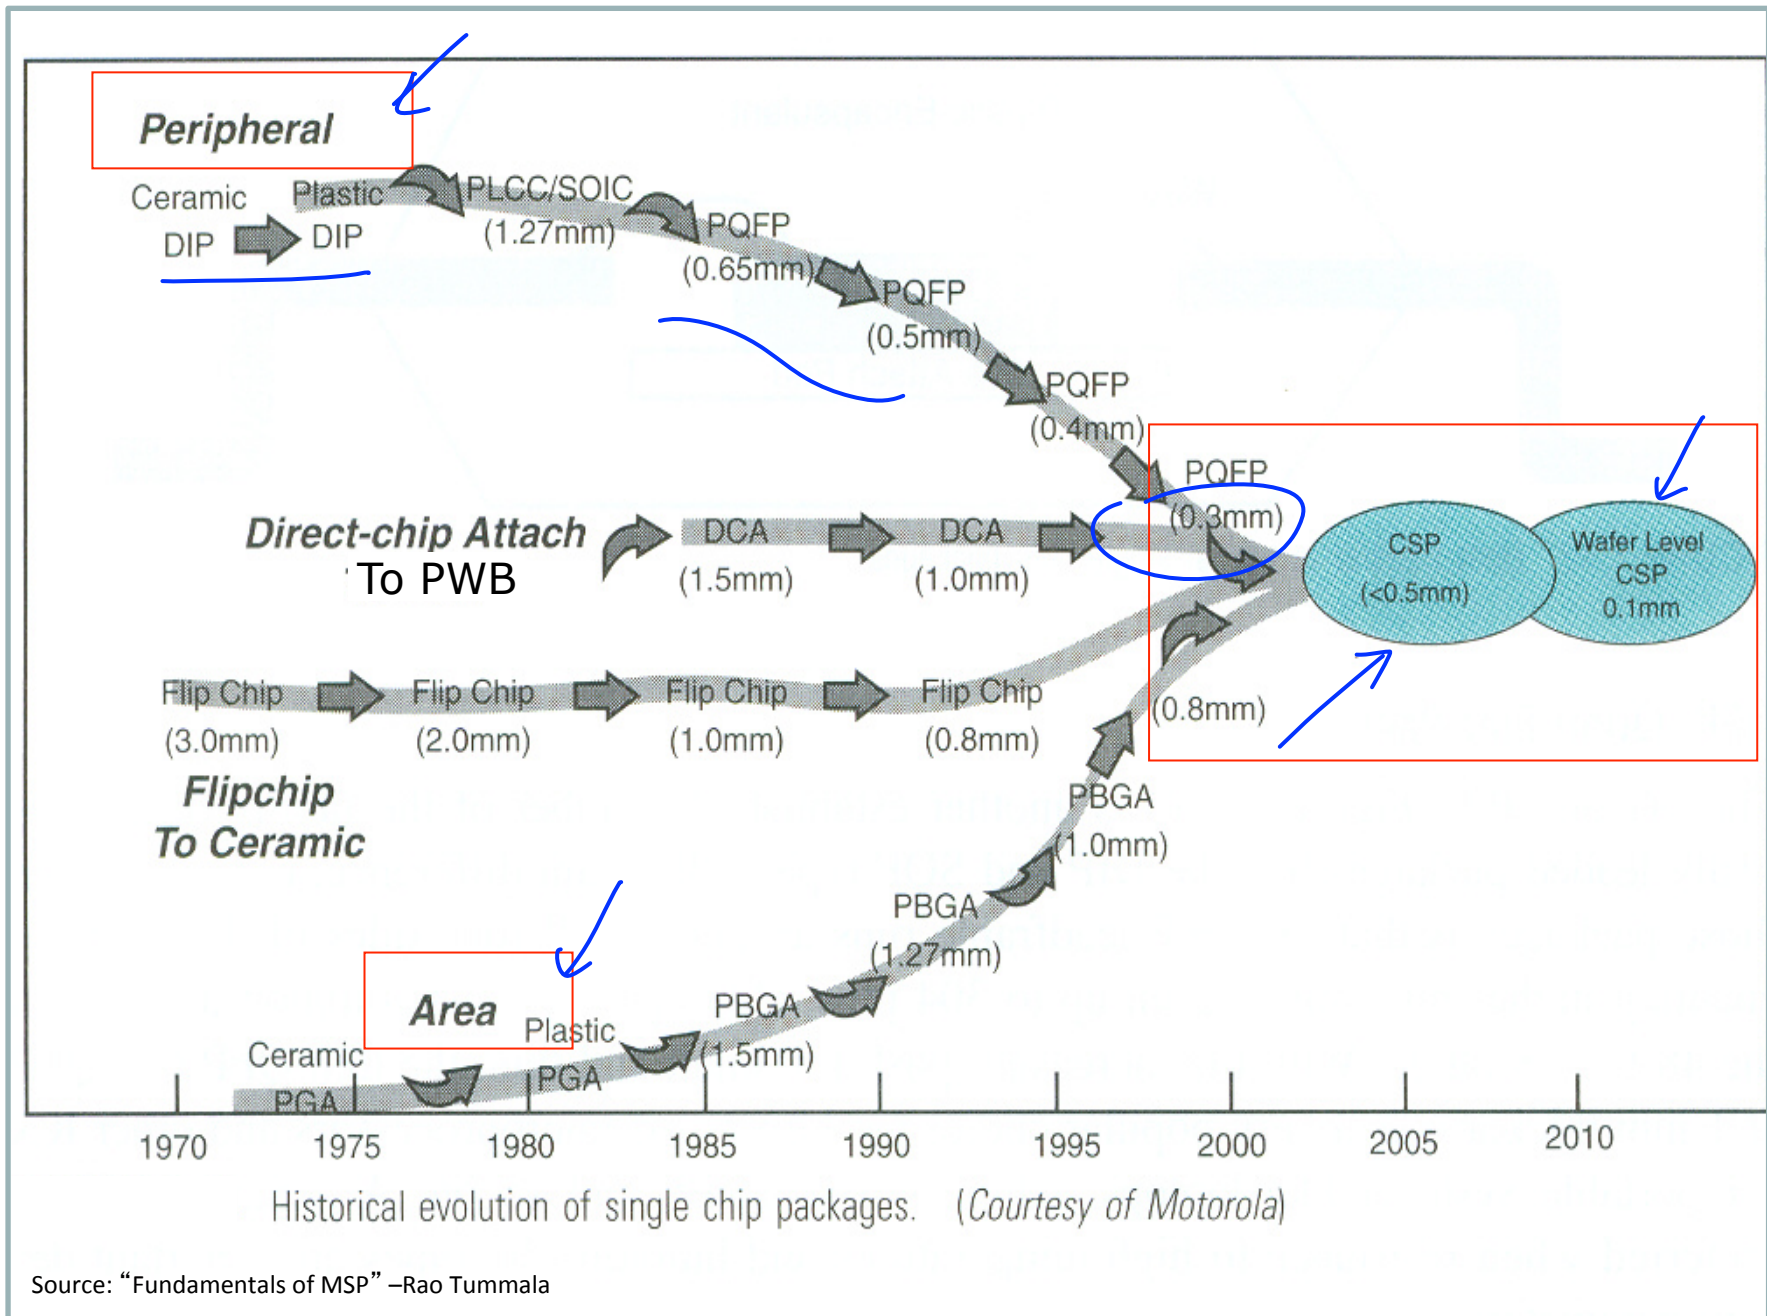 Peripheral
Ceramic
DIP
Plastic
DIP
PLCC/SOIC
(1.27mm)
PQFP
(0.65mm)
PQFP
(0.5mm)
PQFP
(0.4mm)
PQFP
(0.3mm)
Direct-chip Attach
To PWB
DCA
(1.5mm)
DCA
(1.0mm)
CSP
(<0.5mm)
Wafer Level
CSP
0.1mm
Flip Chip
(3.0mm)
Flip Chip
(2.0mm)
Flip Chip
(1.0mm)
Flip Chip
(0.8mm)
(0.8mm)
Flipchip
To Ceramic
PBGA
(1.0mm)
PBGA
(1.27mm)
PBGA
(1.5mm)
Area
Ceramic
PGA
Plastic
PGA
1970 1975 1980 1985 1990 1995 2000 2005 2010
Historical evolution of single chip packages. (Courtesy of Motorola)
Source: “Fundamentals of MSP” –Rao Tummala